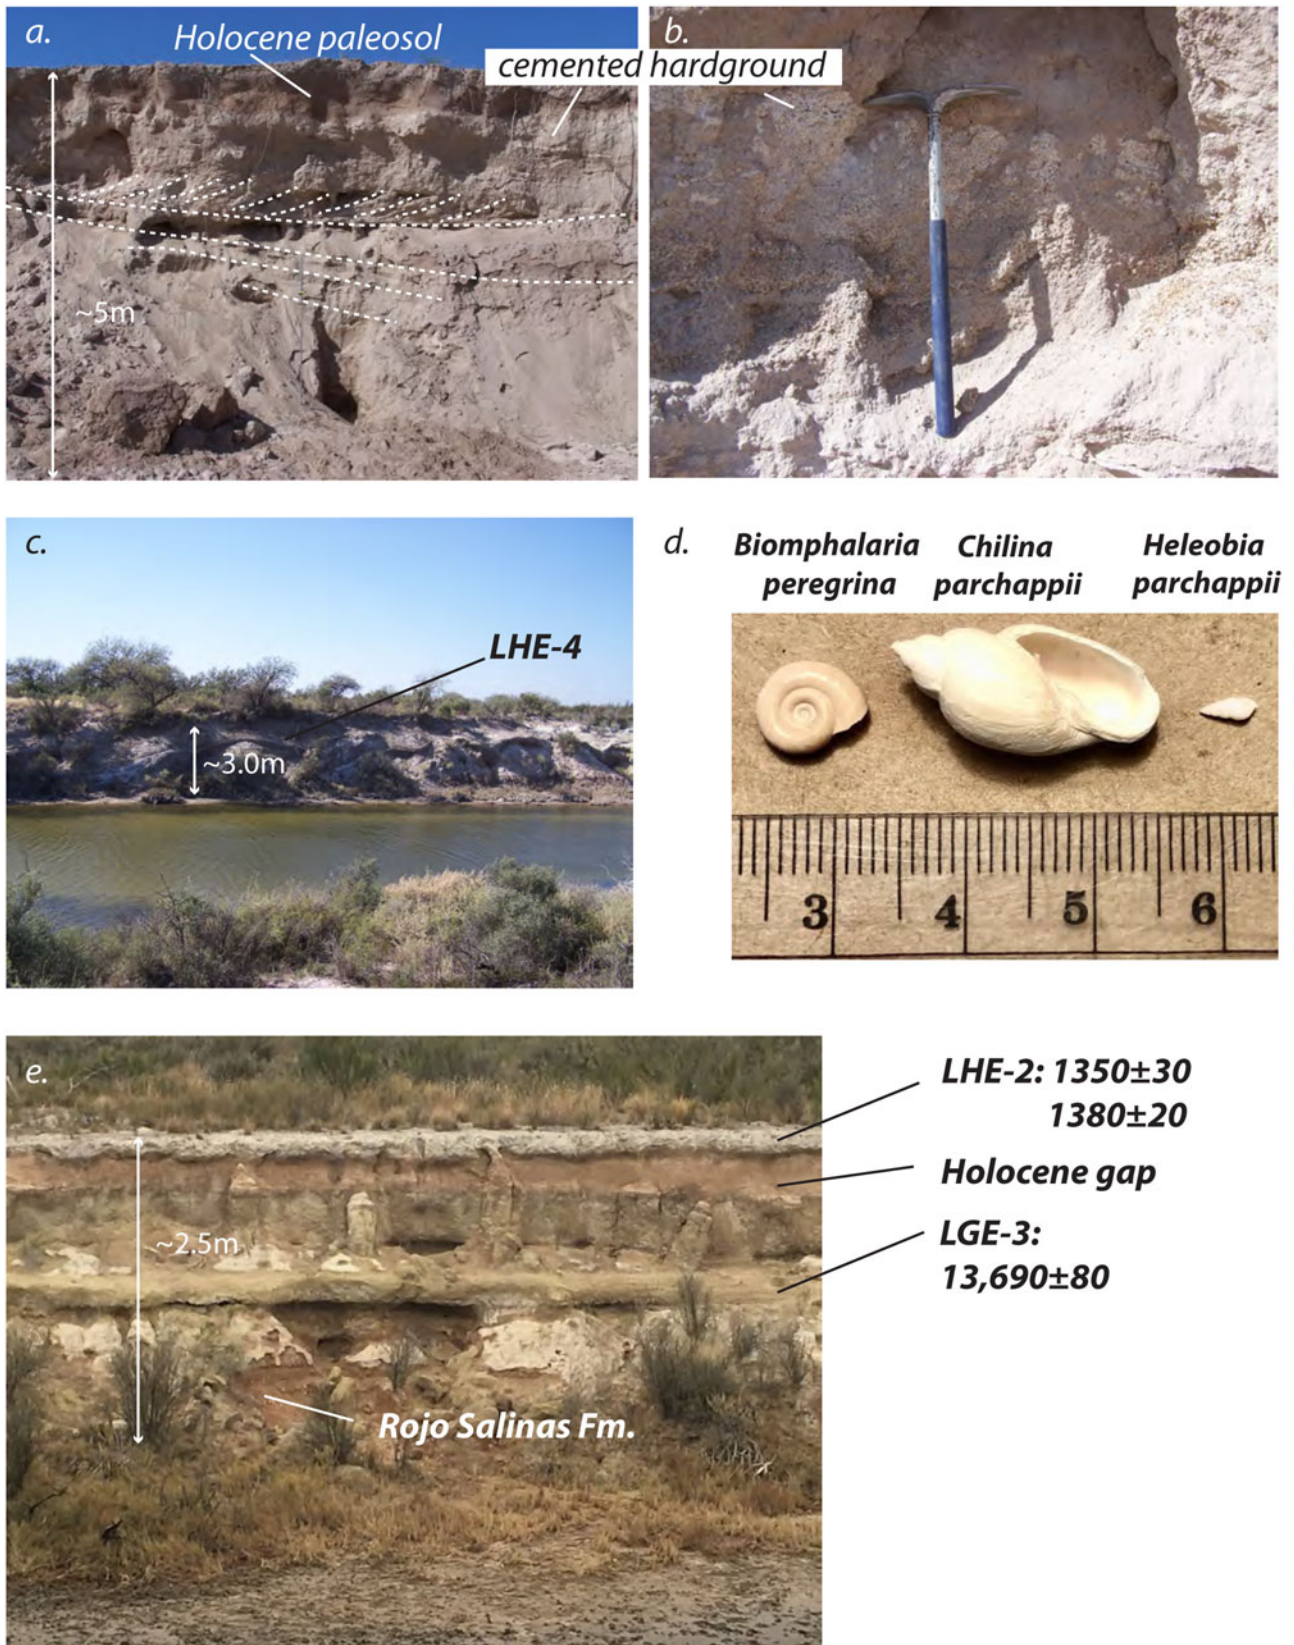 a.
Holocene paleosol
b.
cemented hardground
~5m
c.
LHE-4
~3.0m
d.
Biomphalaria
peregrina
Chilina
parchappii
Heleobia
parchappii
3 4 5 6
e.
LHE-2: 1350±30
1380±20
Holocene gap
LGE-3:
13,690±80
~2.5m
Rojo Salinas Fm.